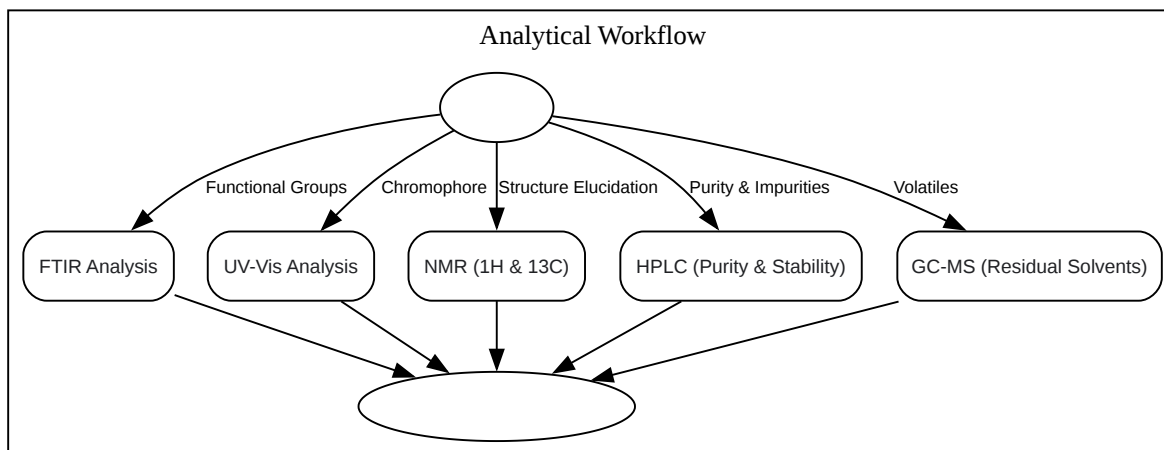 Analytical Workflow
Functional Groups
Chromophore
Structure Elucidation
Purity & Impurities
Volatiles
FTIR Analysis
UV-Vis Analysis
NMR (1H & 13C)
HPLC (Purity & Stability)
GC-MS (Residual Solvents)